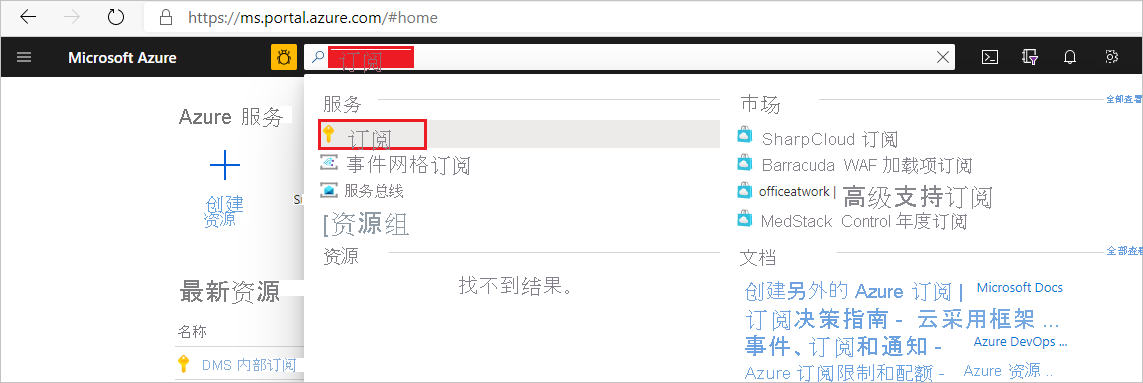 https://ms.portal.azure.com/#home
Microsoft Azure
订阅
Azure 服务
创建
资源
最新资源
名称
DMS 内部订阅
服务
订阅
事件网格订阅
服务总线
[资源组
资源
找不到结果。
市场
全部查看
SharpCloud 订阅
Barracuda WAF 加载项订阅
officeatwork | 高级支持订阅
MedStack Control 年度订阅
文档
全部查看
创建另外的 Azure 订阅 | Microsoft Docs
订阅决策指南 - 云采用框架 ...
事件、订阅和通知 - Azure DevOps ...
Azure 订阅限制和配额 - Azure 资源 ..